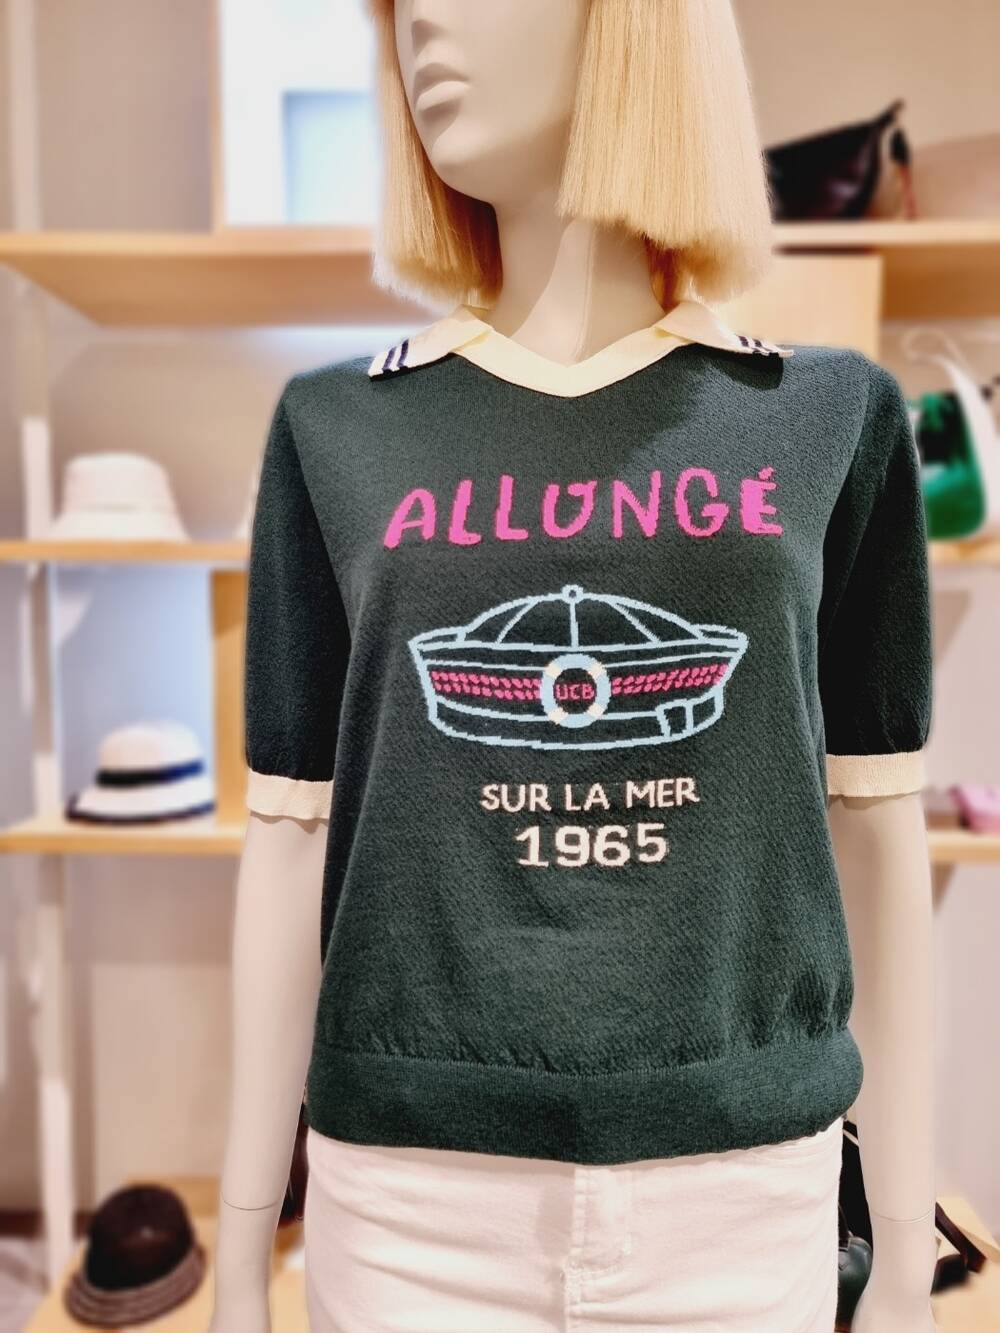 ALLUNGÉ
UCB
SUR LA MER
1965